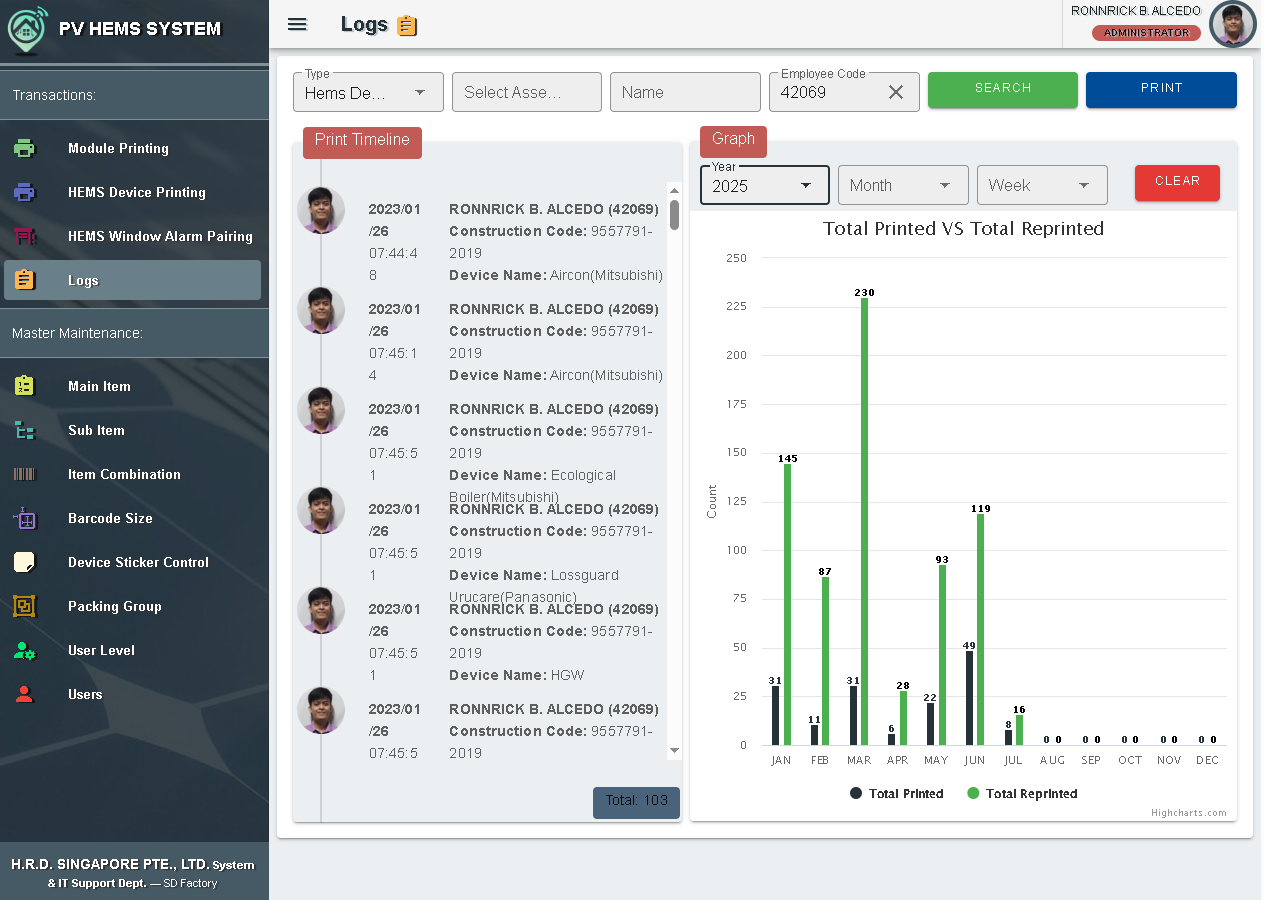 PV HEMS SYSTEM
Transactions:
Module Printing
HEMS Device Printing
HEMS Window Alarm Pairing
Logs
Master Maintenance:
Main Item
Sub Item
Item Combination
Barcode Size
Device Sticker Control
Packing Group
User Level
Users
H.R.D. SINGAPORE PTE., LTD. System
& IT Support Dept. — SD Factory
Logs
RONNRICK B. ALCEDO
ADMINISTRATOR
Type
Hems De...
Select Asse...
Name
Employee Code
42069
SEARCH
PRINT
Print Timeline
2023/01
/26
07:44:4
8
RONNRICK B. ALCEDO (42069)
Construction Code: 9557791-
2019
Device Name: Aircon(Mitsubishi)
2023/01
/26
07:45:1
4
RONNRICK B. ALCEDO (42069)
Construction Code: 9557791-
2019
Device Name: Aircon(Mitsubishi)
2023/01
/26
07:45:5
1
RONNRICK B. ALCEDO (42069)
Construction Code: 9557791-
2019
Device Name: Ecological
Boiler(Mitsubishi)
2023/01
/26
07:45:5
1
RONNRICK B. ALCEDO (42069)
Construction Code: 9557791-
2019
Device Name: Lossguard
Urucare(Panasonic)
2023/01
/26
07:45:5
1
RONNRICK B. ALCEDO (42069)
Construction Code: 9557791-
2019
Device Name: HGW
2023/01
/26
07:45:5
RONNRICK B. ALCEDO (42069)
Construction Code: 9557791-
2019
Total: 103
Graph
Year
2025
Month
Week
CLEAR
Total Printed VS Total Reprinted
Count
250
225
200
175
150
125
100
75
50
25
0
31 145
11 87
31 230
6 28
22 93
49 119
8 16
0 0
0 0
0 0
0 0
0 0
JAN FEB MAR APR MAY JUN JUL AUG SEP OCT NOV DEC
Total Printed Total Reprinted
Highcharts.com